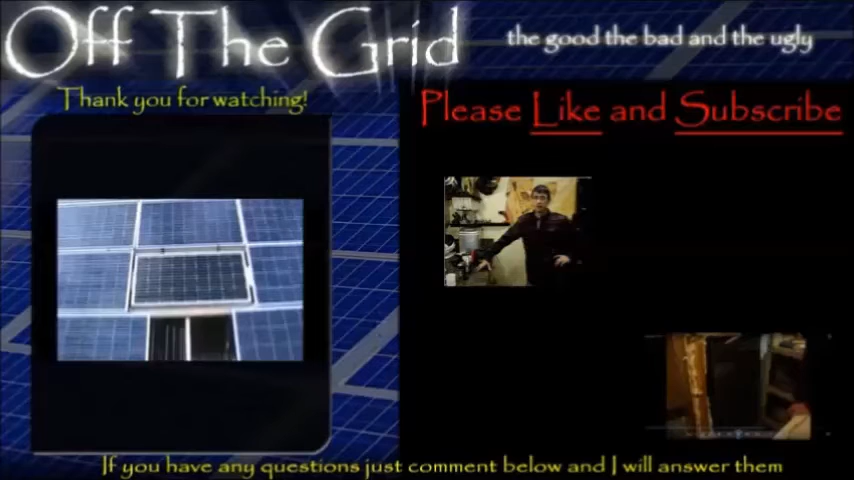 Off The Grid
the good the bad and the ugly
Thank you for watching!
Please Like and Subscribe
If you have any questions just comment below and I will answer them